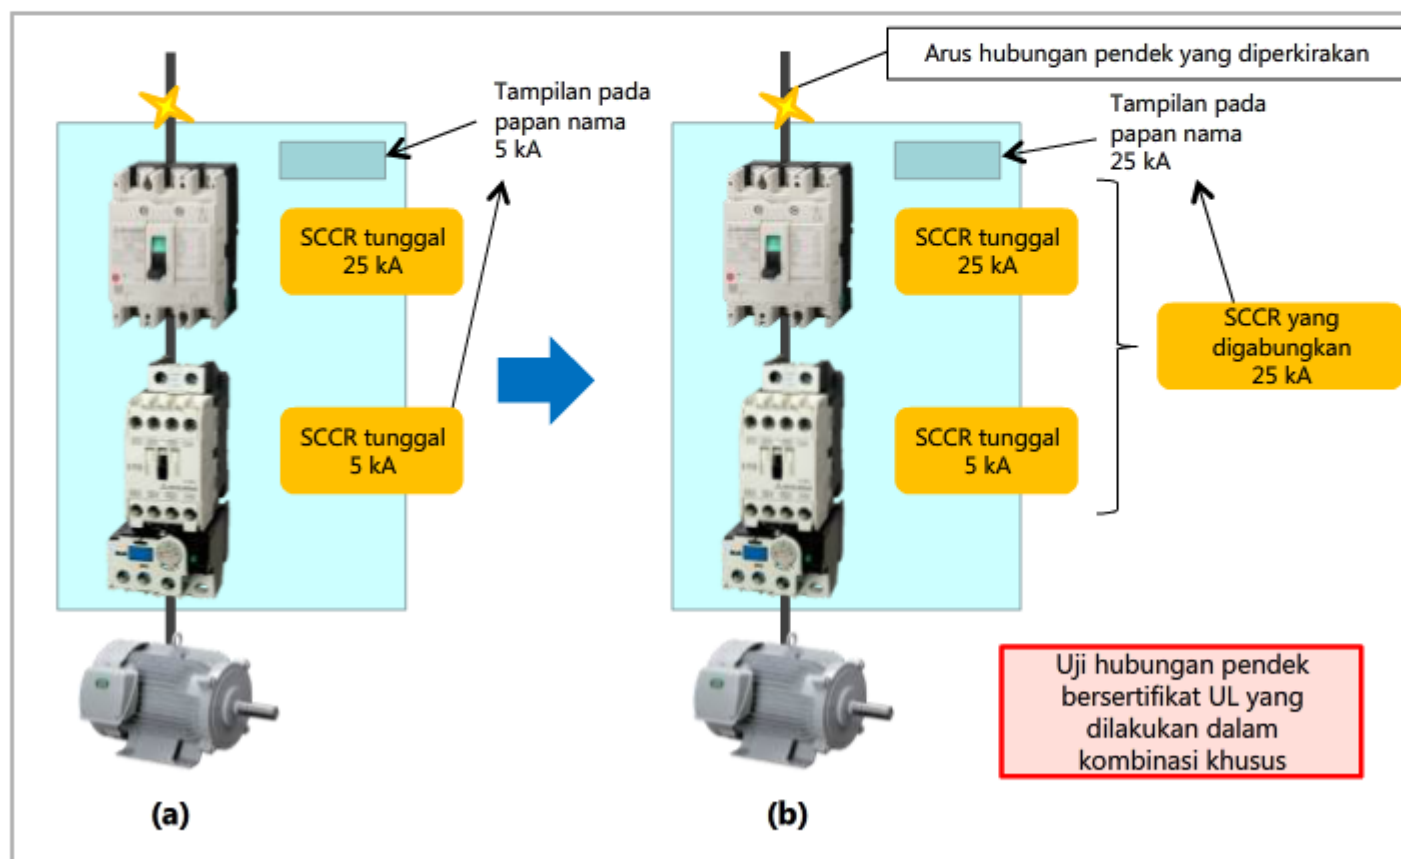 Arus hubungan pendek yang diperkirakan
Tampilan pada
papan nama
5 kA
SCCR tunggal
25 kA
SCCR tunggal
5 kA
(a)
Tampilan pada
papan nama
25 kA
SCCR tunggal
25 kA
SCCR yang
digabungkan
25 kA
SCCR tunggal
5 kA
Uji hubungan pendek
bersertifikat UL yang
dilakukan dalam
kombinasi khusus
(b)